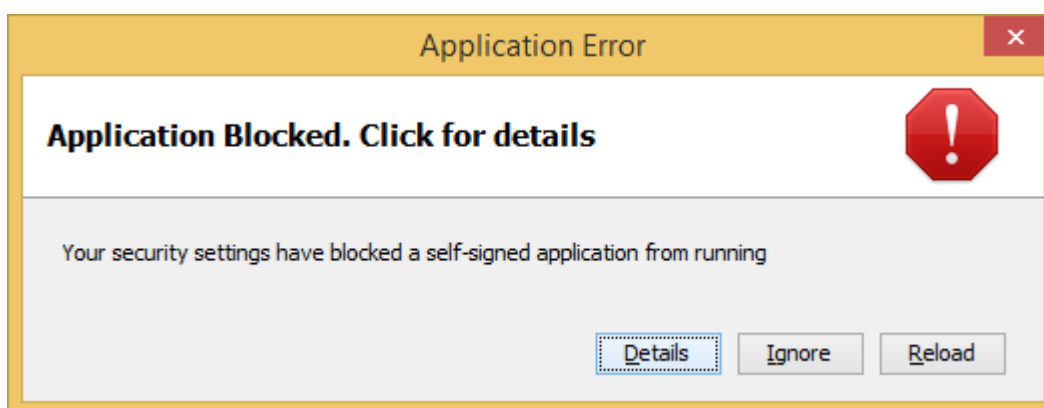 Application Error
Application Blocked. Click for details
Your security settings have blocked a self-signed application from running
Details Ignore Reload